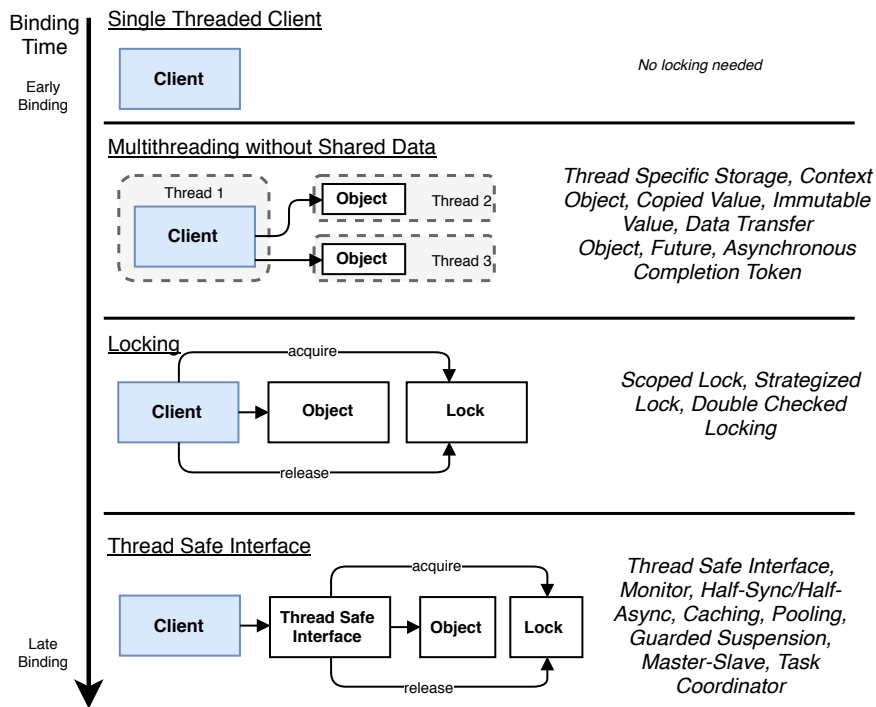 Binding
Time
Early
Binding
Single Threaded Client
Client
No locking needed
Multithreading without Shared Data
Thread 1
Client
Object
Thread 2
Object
Thread 3
Thread Specific Storage, Context
Object, Copied Value, Immutable
Value, Data Transfer
Object, Future, Asynchronous
Completion Token
Locking
acquire
Client
Object
Lock
release
Scoped Lock, Strategized
Lock, Double Checked
Locking
Thread Safe Interface
acquire
Client
Thread Safe
Interface
Object
Lock
release
Thread Safe Interface,
Monitor, Half-Sync/Half-
Async, Caching, Pooling,
Guarded Suspension,
Master-Slave, Task
Coordinator
Late
Binding